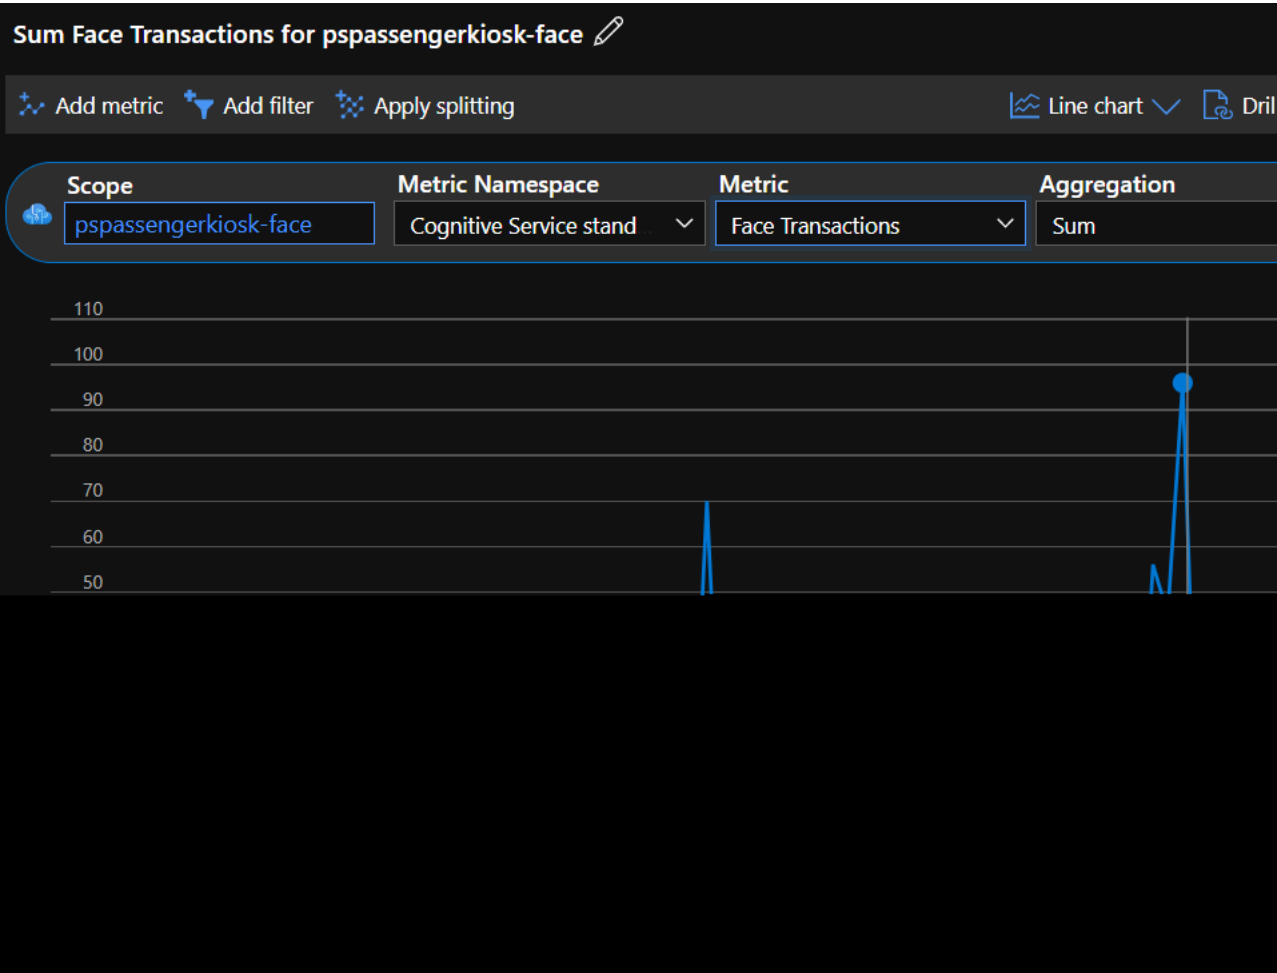 Sum Face Transactions for pspassengerkiosk-face
Add metric Add filter Apply splitting Line chart Dril
Scope Metric Namespace Metric Aggregation
pspassengerkiosk-face Cognitive Service stand Face Transactions Sum
110
100
90
80
70
60
50